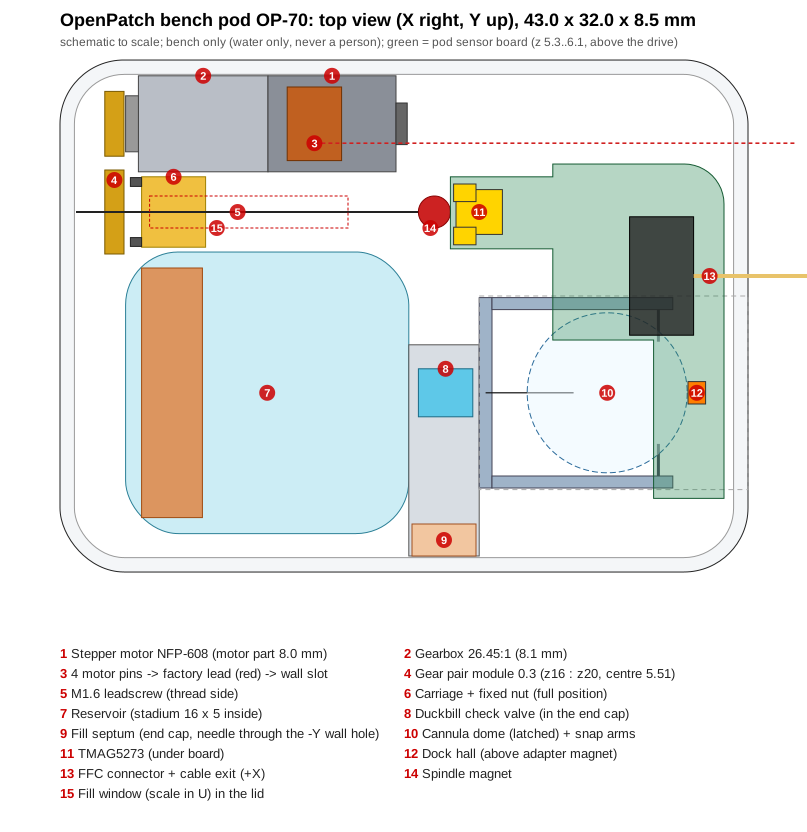 OpenPatch bench pod OP-70: top view (X right, Y up), 43.0 x 32.0 x 8.5 mm
schematic to scale; bench only (water only, never a person); green = pod sensor board (z 5.3..6.1, above the drive)
2
1
3
4
6
5
11
15
14
13
8
7
10
12
9
1 Stepper motor NFP-608 (motor part 8.0 mm)
2 Gearbox 26.45:1 (8.1 mm)
3 4 motor pins -> factory lead (red) -> wall slot
4 Gear pair module 0.3 (z16 : z20, centre 5.51)
5 M1.6 leadscrew (thread side)
6 Carriage + fixed nut (full position)
7 Reservoir (stadium 16 x 5 inside)
8 Duckbill check valve (in the end cap)
9 Fill septum (end cap, needle through the -Y wall hole)
10 Cannula dome (latched) + snap arms
11 TMAG5273 (under board)
12 Dock hall (above adapter magnet)
13 FFC connector + cable exit (+X)
14 Spindle magnet
15 Fill window (scale in U) in the lid